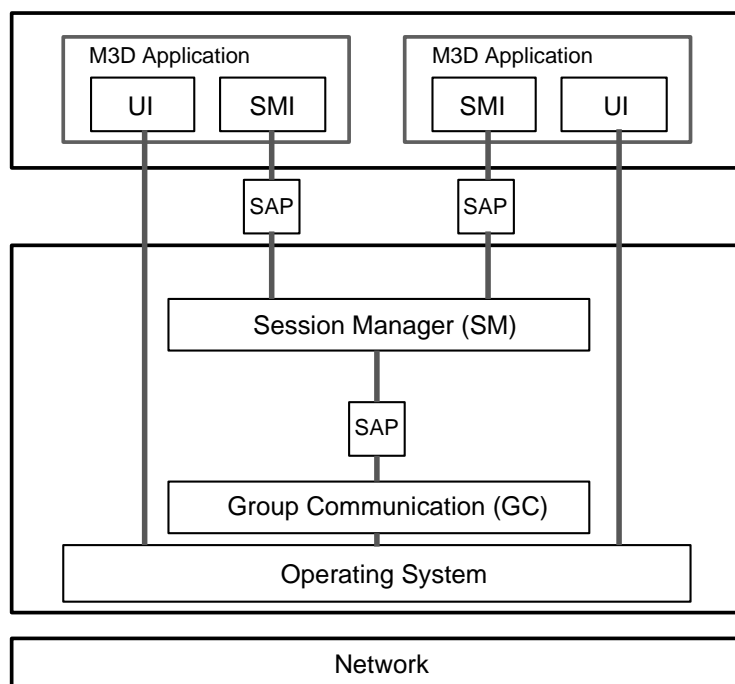 M3D Application
M3D Application
UI
SMI
SMI
UI
SAP
SAP
Session Manager (SM)
SAP
Group Communication (GC)
Operating System
Network